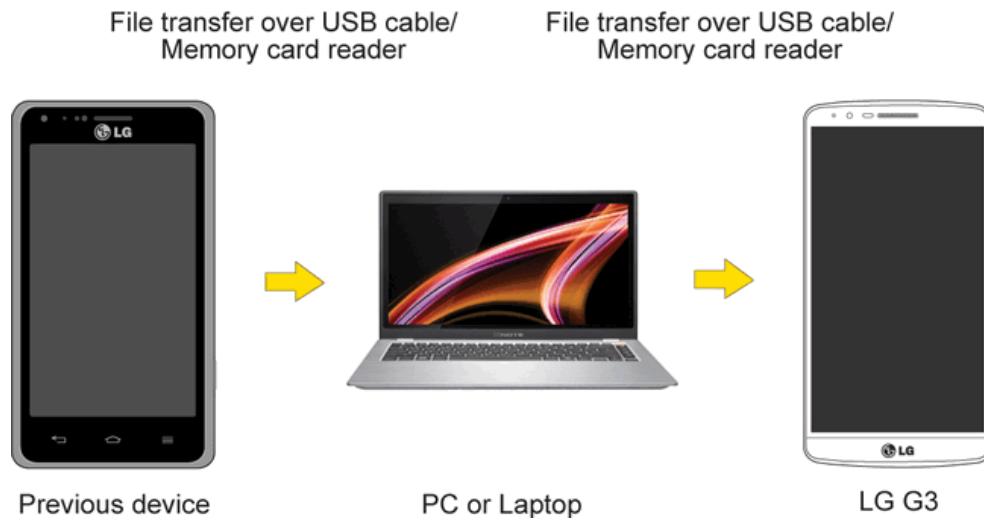 File transfer over USB cable/
Memory card reader
File transfer over USB cable/
Memory card reader
LG
LG
Previous device
PC or Laptop
LG G3